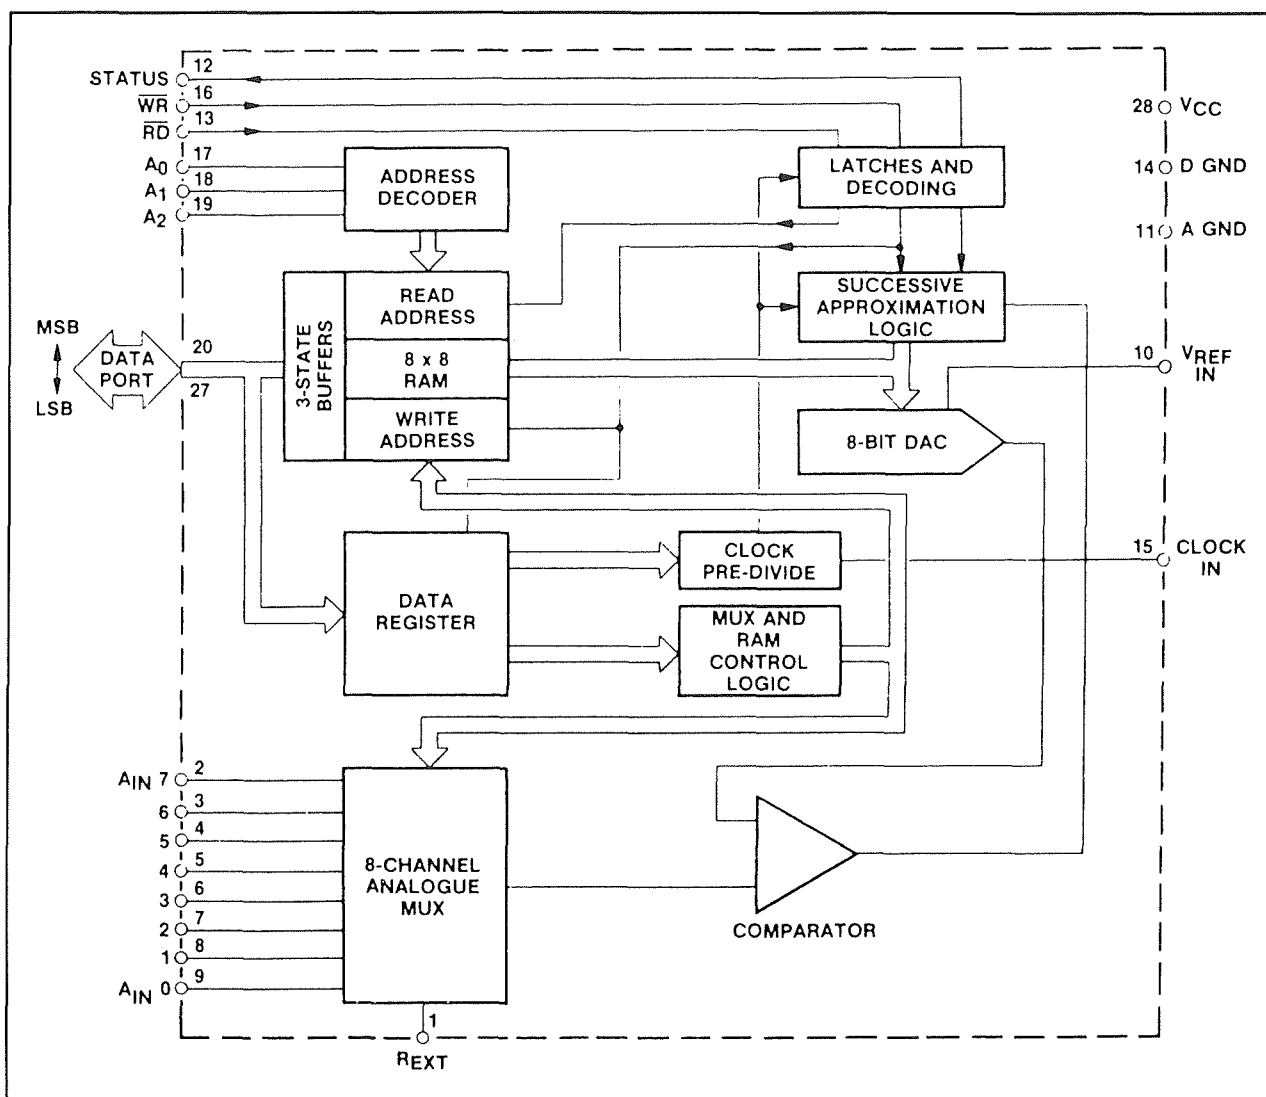 STATUS 12
WR 16
RD 13
A0 17
A1 18
A2 19
ADDRESS
DECODER
LATCHES AND
DECODING
28 VCC
14 D GND
11 A GND
3-STATE
BUFFERS
READ
ADDRESS
8 x 8
RAM
WRITE
ADDRESS
SUCCESSIVE
APPROXIMATION
LOGIC
MSB
LSB
DATA
PORT
20
27
8-BIT DAC
10 VREF
IN
DATA
REGISTER
CLOCK
PRE-DIVIDE
15 CLOCK
IN
MUX AND
RAM
CONTROL
LOGIC
AIN 7 2
6 3
5 4
4 5
3 6
2 7
1 8
AIN 0 9
8-CHANNEL
ANALOGUE
MUX
COMPARATOR
1
REXT